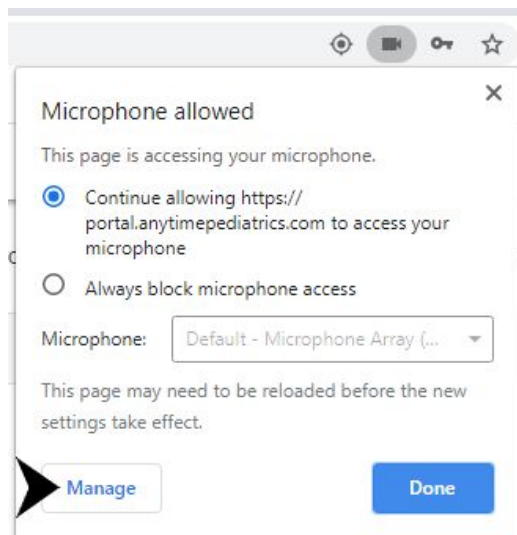 Microphone allowed
This page is accessing your microphone.
Continue allowing https://
portal.anytimepediatrics.com to access your
microphone
Always block microphone access
Microphone: Default - Microphone Array (...
This page may need to be reloaded before the new
settings take effect.
Manage Done